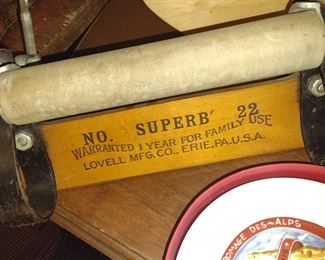 NO. SUPERB 22
WARRANTED 1 YEAR FOR FAMILY USE
LOVELL MFG. CO., ERIE, PA. U.S.A.
FROMAGE DES-ALPS